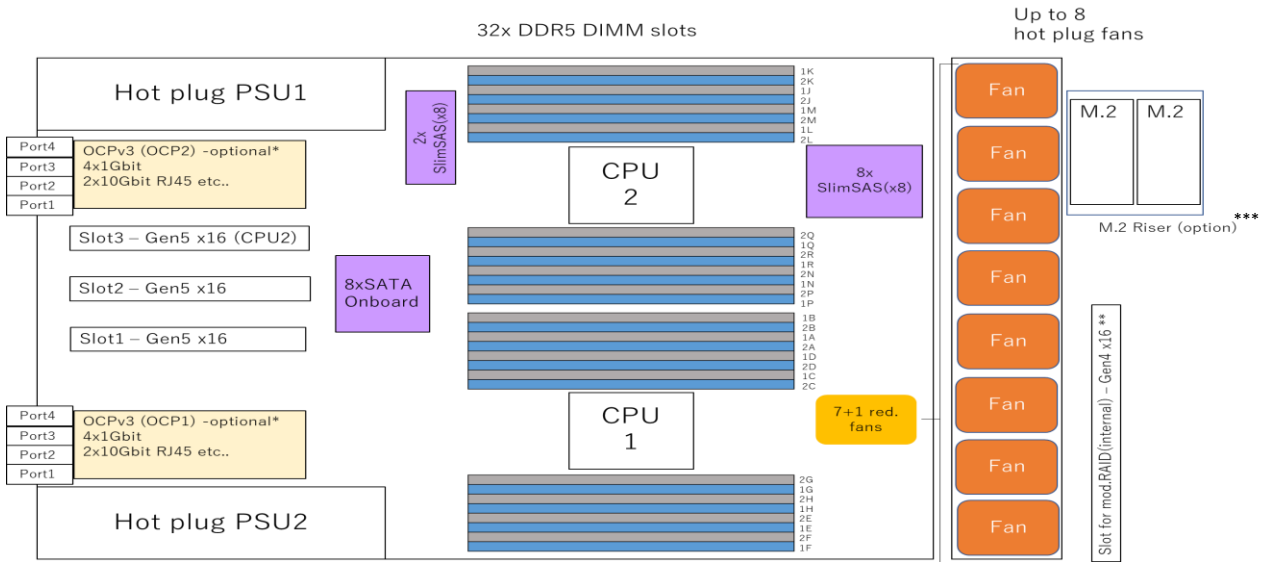 32x DDR5 DIMM slots
Up to 8
hot plug fans
Hot plug PSU1
2x
SlimSAS(x8)
1K
2K
1J
2J
1M
2M
1L
2L
Fan
M.2
M.2
Port4
Port3
Port2
Port1
OCPv3 (OCP2) -optional*
4x1Gbit
2x10Gbit RJ45 etc..
CPU
2
8x
SlimSAS(x8)
Fan
Fan
M.2 Riser (option)***
Slot3 – Gen5 x16 (CPU2)
Slot2 – Gen5 x16
Slot1 – Gen5 x16
8xSATA
Onboard
2Q
1Q
2R
1R
2N
1N
2P
1P
Fan
1B
2B
1A
2A
1D
2D
1C
2C
Fan
Slot for mod.RAID(internal) – Gen4 x16 **
Port4
Port3
Port2
Port1
OCPv3 (OCP1) -optional*
4x1Gbit
2x10Gbit RJ45 etc..
CPU
1
7+1 red.
fans
Fan
Fan
Hot plug PSU2
2G
1G
2H
1H
2E
1E
2F
1F
Fan